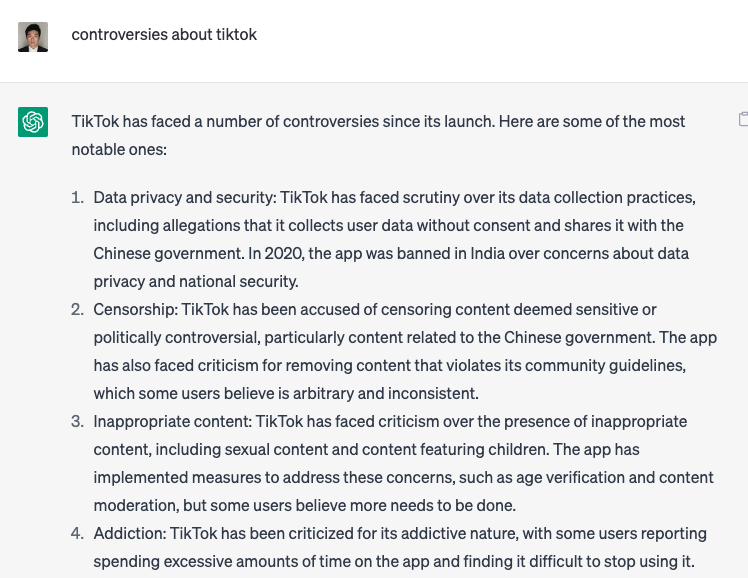 controversies about tiktok
TikTok has faced a number of controversies since its launch. Here are some of the most
notable ones:
1. Data privacy and security: TikTok has faced scrutiny over its data collection practices,
including allegations that it collects user data without consent and shares it with the
Chinese government. In 2020, the app was banned in India over concerns about data
privacy and national security.
2. Censorship: TikTok has been accused of censoring content deemed sensitive or
politically controversial, particularly content related to the Chinese government. The app
has also faced criticism for removing content that violates its community guidelines,
which some users believe is arbitrary and inconsistent.
3. Inappropriate content: TikTok has faced criticism over the presence of inappropriate
content, including sexual content and content featuring children. The app has
implemented measures to address these concerns, such as age verification and content
moderation, but some users believe more needs to be done.
4. Addiction: TikTok has been criticized for its addictive nature, with some users reporting
spending excessive amounts of time on the app and finding it difficult to stop using it.